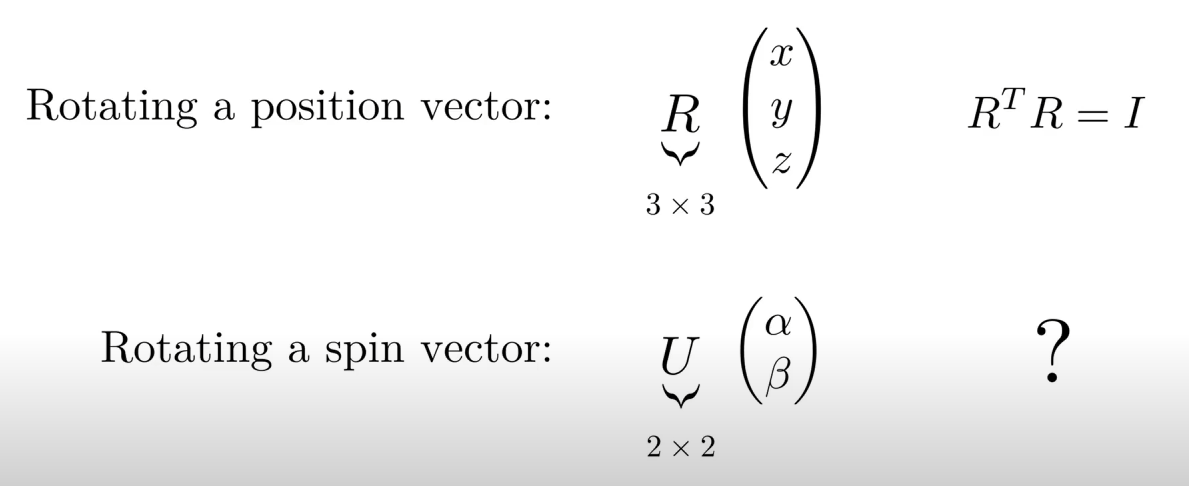 Rotating a position vector: R (x y z) R^T R = I
3 × 3
Rotating a spin vector: U (α β) ?
2 × 2